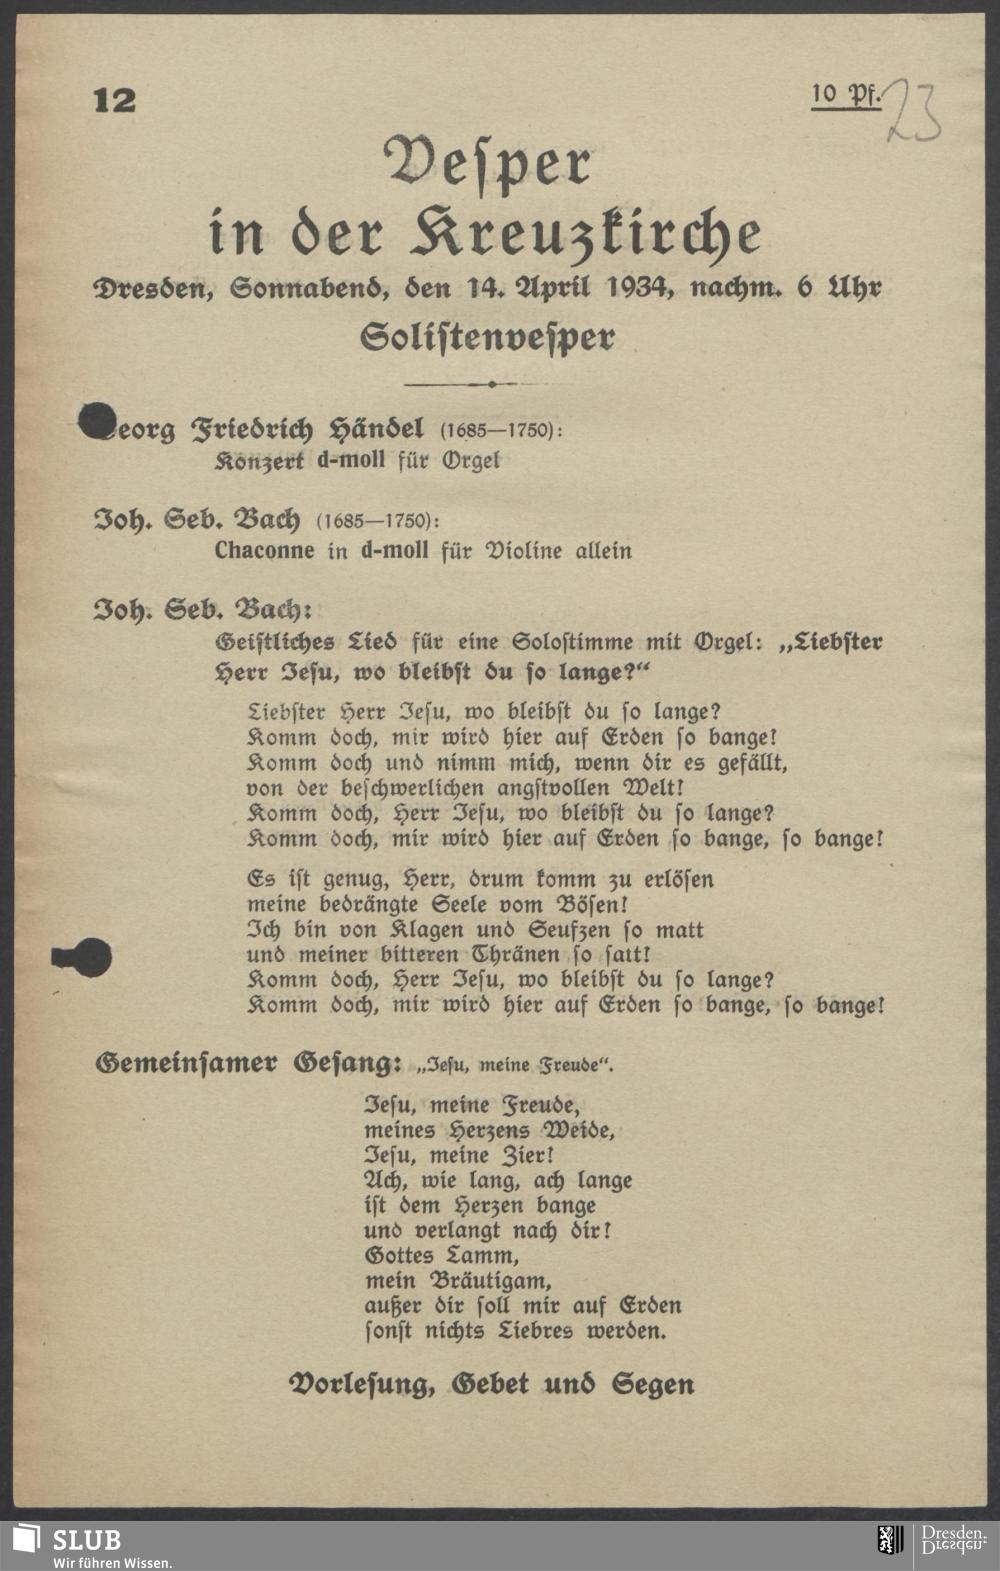 12
10 Pf.
23
Vesper
in der Kreuzkirche
Dresden, Sonnabend, den 14. April 1934, nachm. 6 Uhr
Solistenvesper
eorg Friedrich Händel (1685—1750):
Konzert d-moll für Orgel
Joh. Seb. Bach (1685—1750):
Chaconne in d-moll für Violine allein
Joh. Seb. Bach:
Geistliches Lied für eine Solostimme mit Orgel: „Liebster
Herr Jesu, wo bleibst du so lange?“
Liebster Herr Jesu, wo bleibst du so lange?
Komm doch, mir wird hier auf Erden so bange!
Komm doch und nimm mich, wenn dir es gefällt,
von der beschwerlichen angstvollen Welt!
Komm doch, Herr Jesu, wo bleibst du so lange?
Komm doch, mir wird hier auf Erden so bange, so bange!
Es ist genug, Herr, drum komm zu erlösen
meine bedrängte Seele vom Bösen!
Ich bin von Klagen und Seufzen so matt
und meiner bitteren Thränen so satt!
Komm doch, Herr Jesu, wo bleibst du so lange?
Komm doch, mir wird hier auf Erden so bange, so bange!
Gemeinsamer Gesang: „Jesu, meine Freude“.
Jesu, meine Freude,
meines Herzens Weide,
Jesu, meine Zier!
Ach, wie lang, ach lange
ist dem Herzen bange
und verlangt nach dir!
Gottes Lamm,
mein Bräutigam,
außer dir soll mir auf Erden
sonst nichts Liebres werden.
Vorlesung, Gebet und Segen
SLUB
Wir führen Wissen.
Dresden.
Dresden.